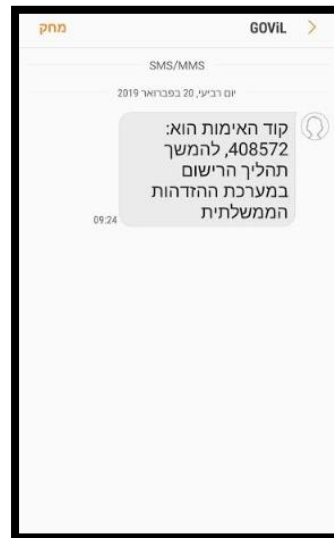 GOViL מחק
SMS/MMS
יום רביעי, 20 בפברואר 2019
קוד האימות הוא:
408572, להמשך
תהליך הרישום
במערכת ההזדהות
הממשלתית
09:24